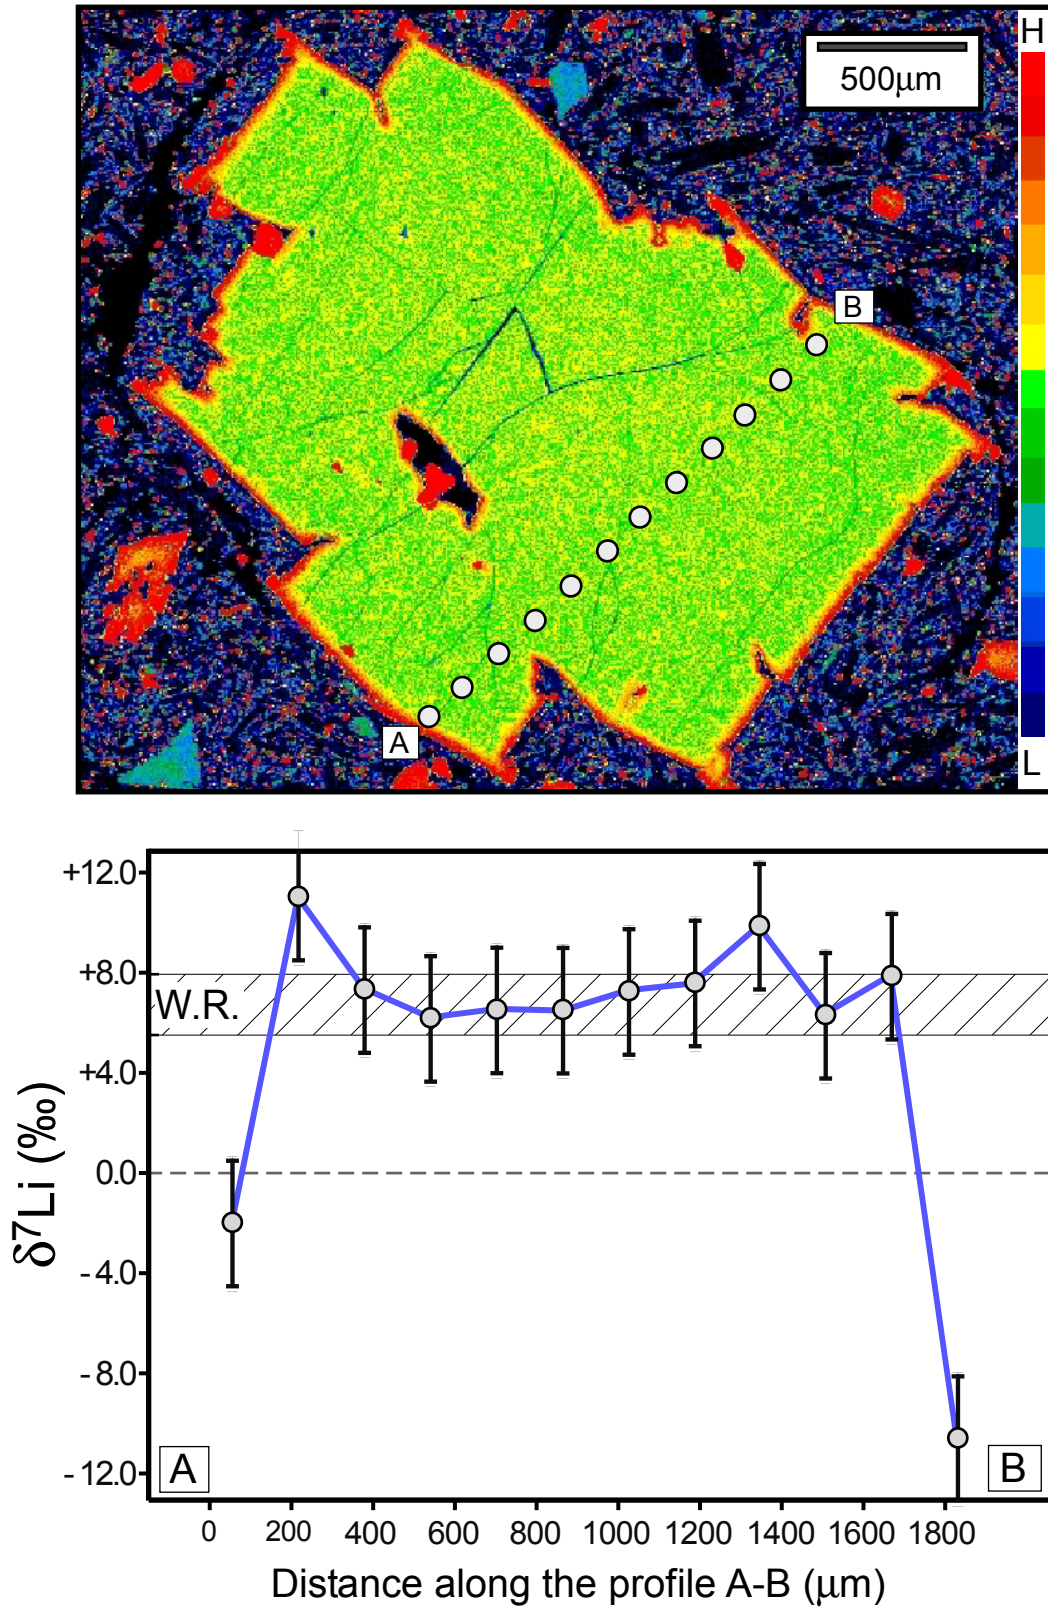 H
500μm
B
A
L
+12.0
+8.0
W.R.
+4.0
0.0
- 4.0
- 8.0
- 12.0
δ⁷Li (‰)
A
B
0 200 400 600 800 1000 1200 1400 1600 1800
Distance along the profile A-B (μm)